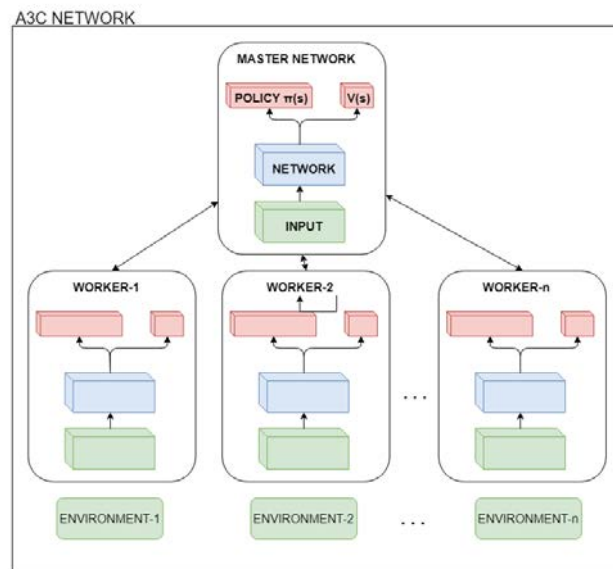 A3C NETWORK
MASTER NETWORK
POLICY π(s)
V(s)
NETWORK
INPUT
WORKER-1
WORKER-2
WORKER-n
. . .
ENVIRONMENT-1
ENVIRONMENT-2
. . .
ENVIRONMENT-n